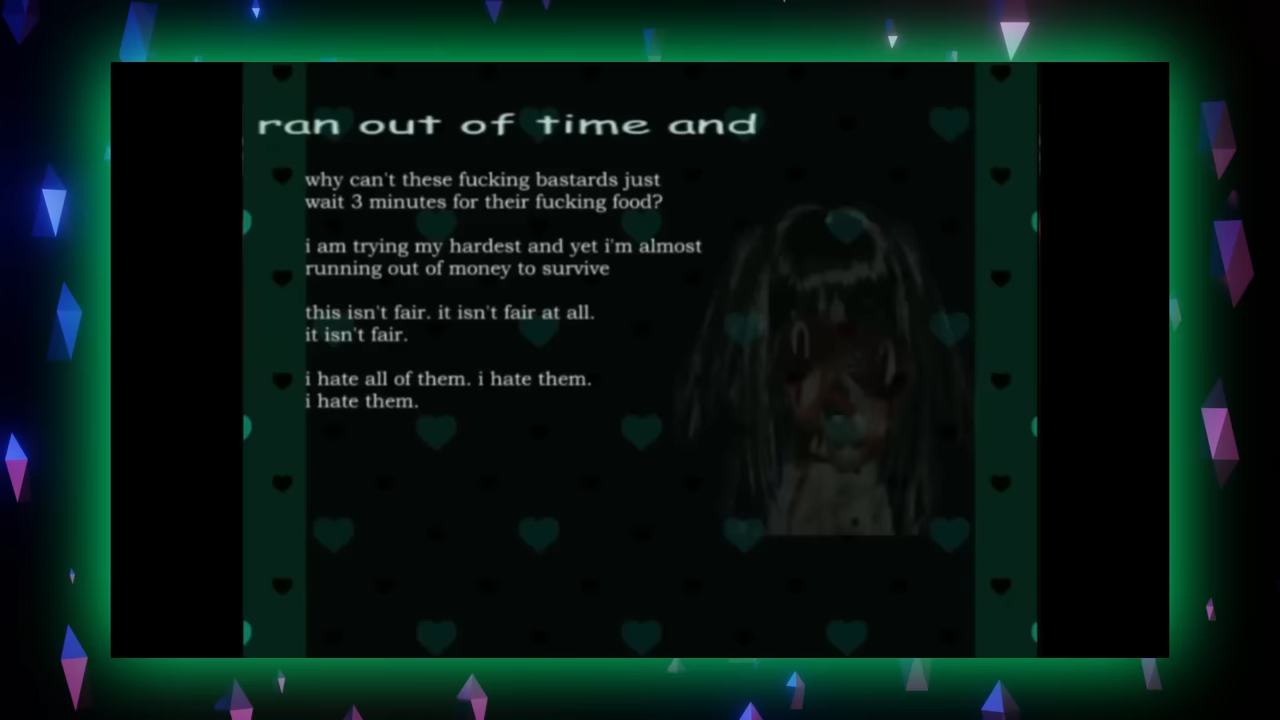 ran out of time and
why can't these fucking bastards just
wait 3 minutes for their fucking food?
i am trying my hardest and yet i'm almost
running out of money to survive
this isn't fair. it isn't fair at all.
it isn't fair.
i hate all of them. i hate them.
i hate them.